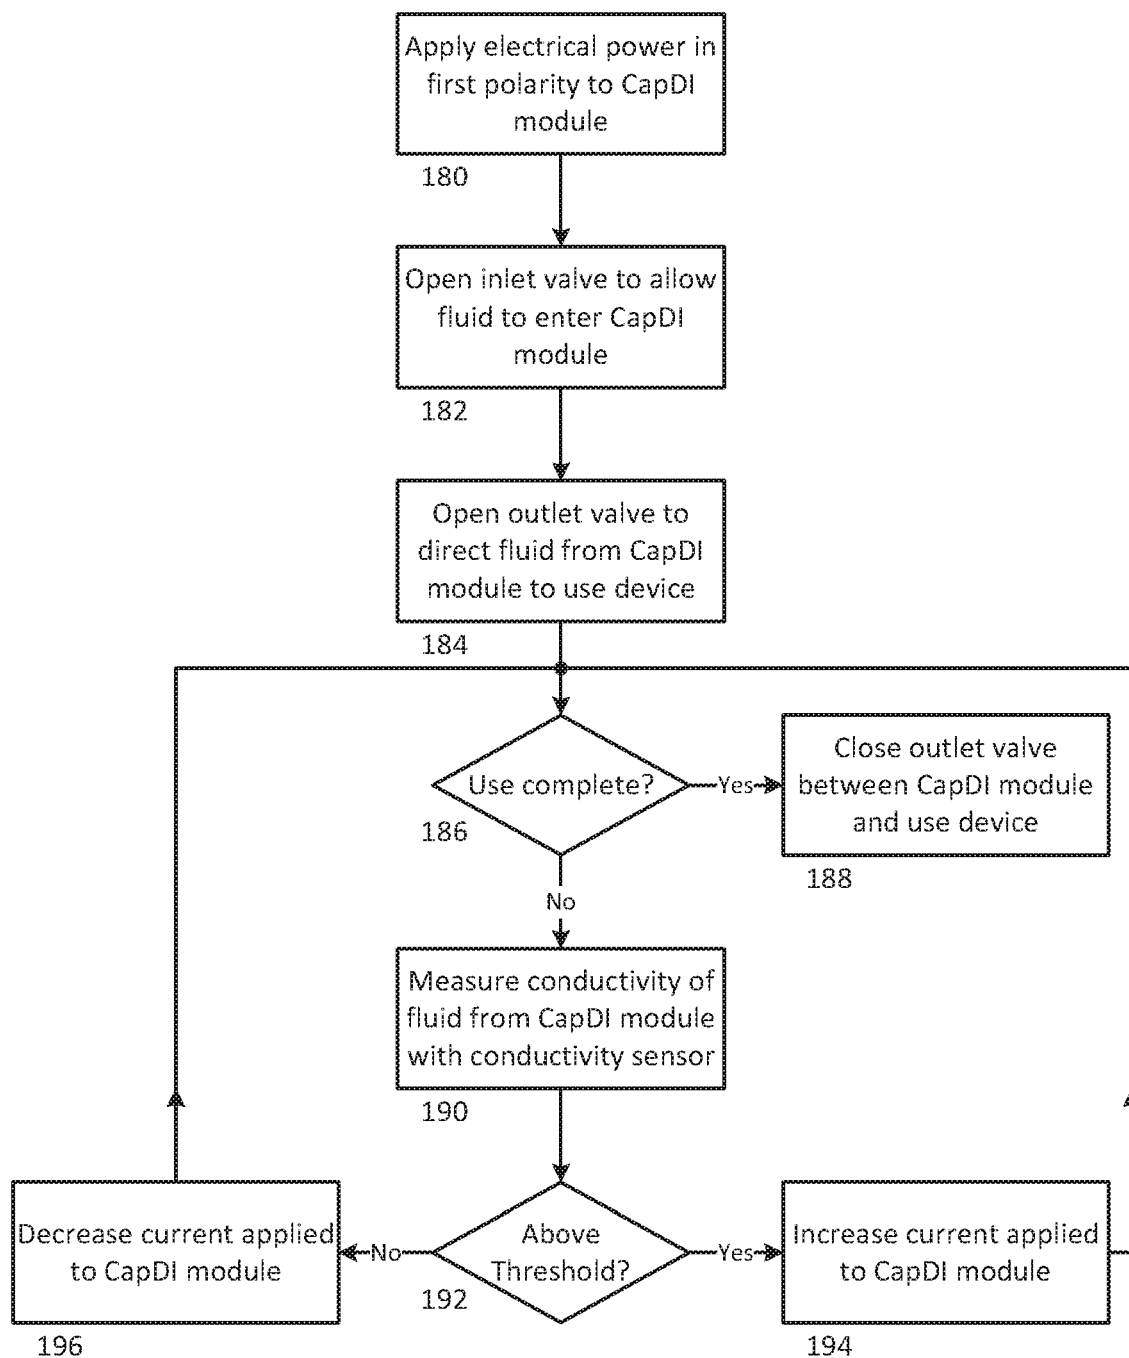 Apply electrical power in
first polarity to CapDI
module
180
Open inlet valve to allow
fluid to enter CapDI
module
182
Open outlet valve to
direct fluid from CapDI
module to use device
184
Use complete?
186
Yes
Close outlet valve
between CapDI module
and use device
188
No
Measure conductivity of
fluid from CapDI module
with conductivity sensor
190
Above
Threshold?
192
No
Decrease current applied
to CapDI module
196
Yes
Increase current applied
to CapDI module
194